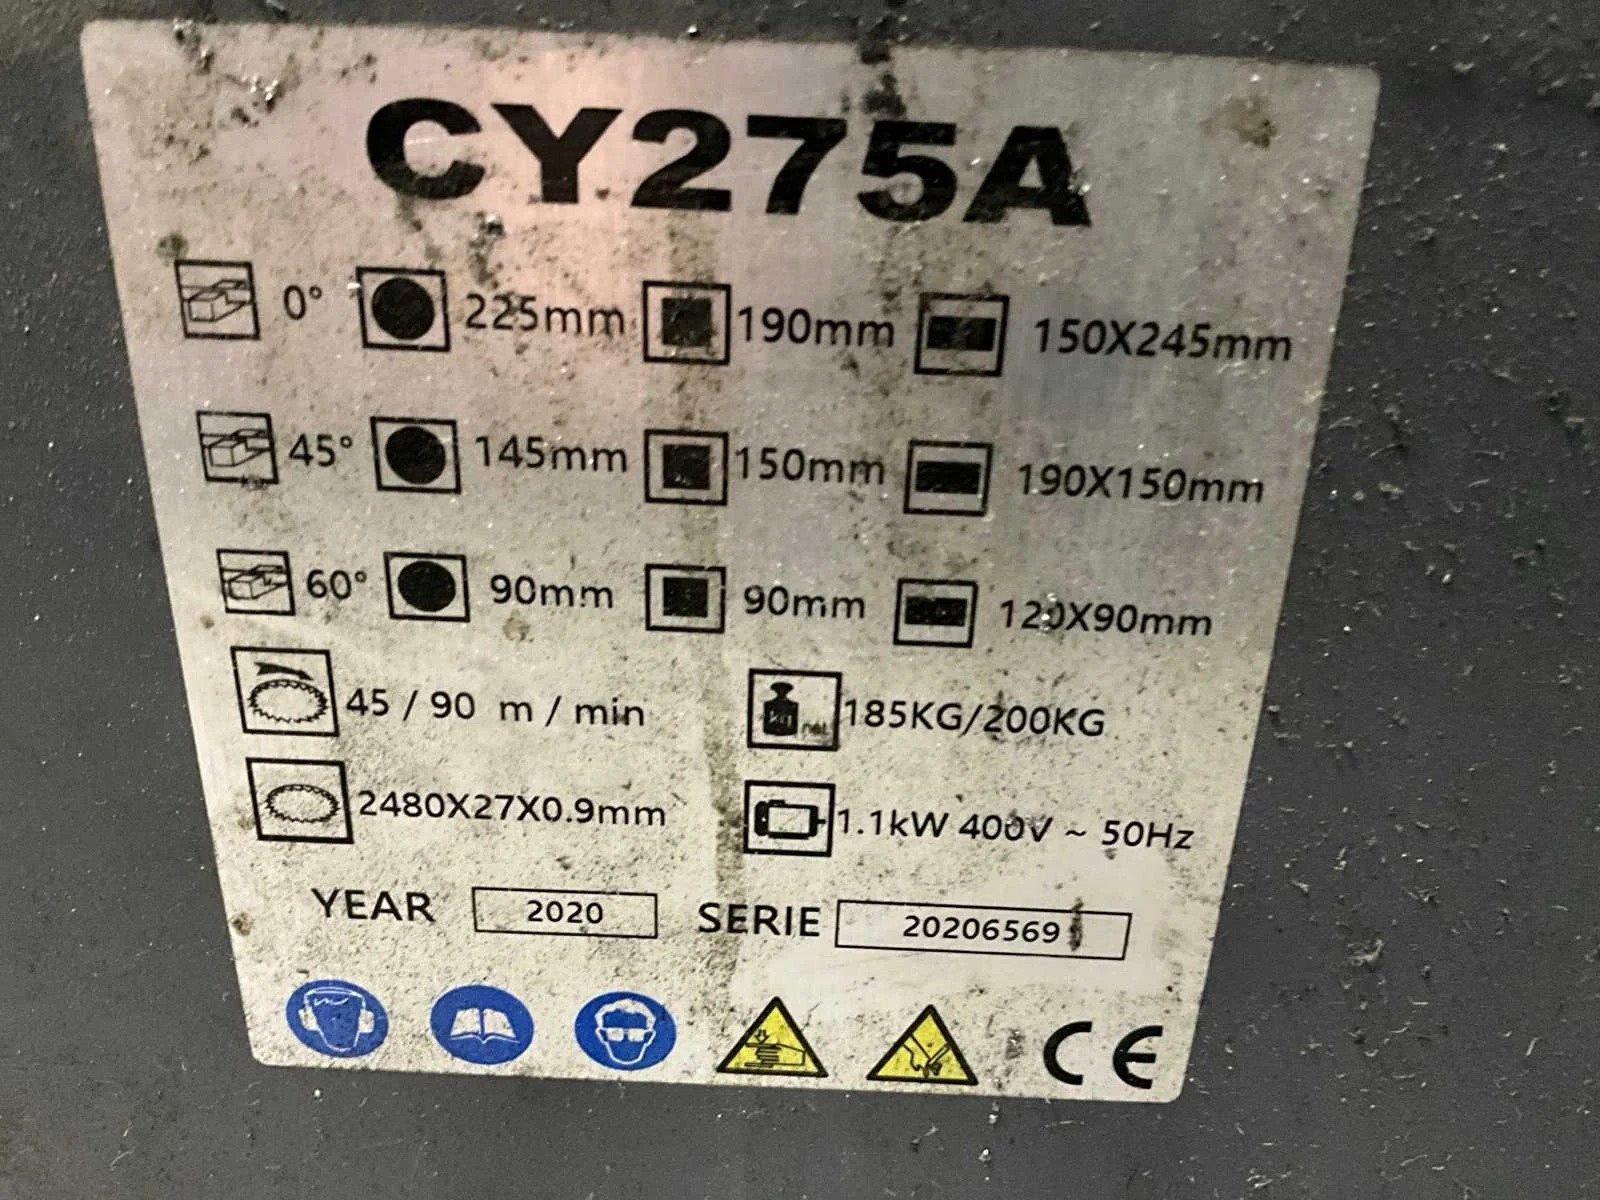 CY275A
0° 225mm 190mm 150X245mm
45° 145mm 150mm 190X150mm
60° 90mm 90mm 120X90mm
45 / 90 m / min 185KG/200KG
2480X27X0.9mm 1.1kW 400V ~ 50Hz
YEAR 2020 SERIE 20206569
CE